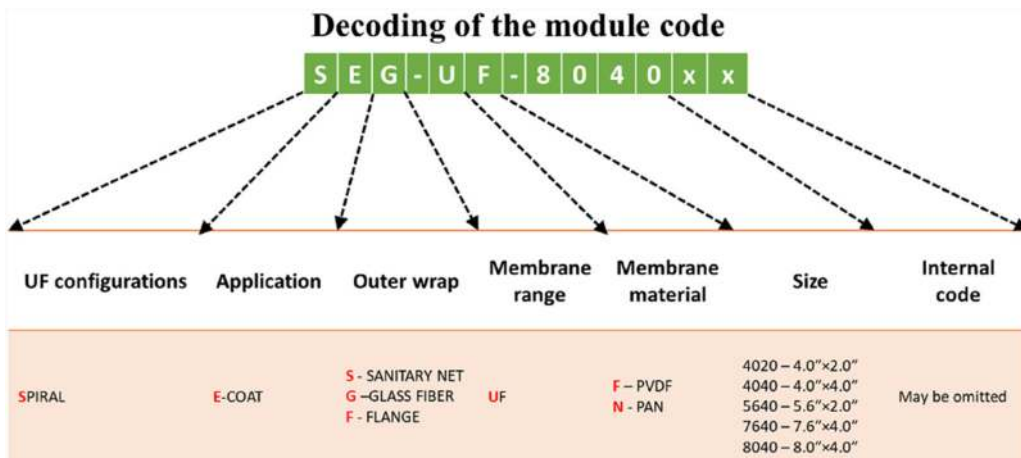 Decoding of the module code
S E G - U F - 8 0 4 0 x x
UF configurations
Application
Outer wrap
Membrane
range
Membrane
material
Size
Internal
code
SPIRAL
E-COAT
S - SANITARY NET
G –GLASS FIBER
F - FLANGE
UF
F – PVDF
N - PAN
4020 – 4.0”×2.0”
4040 – 4.0”×4.0”
5640 – 5.6”×2.0”
7640 – 7.6”×4.0”
8040 – 8.0”×4.0”
May be omitted